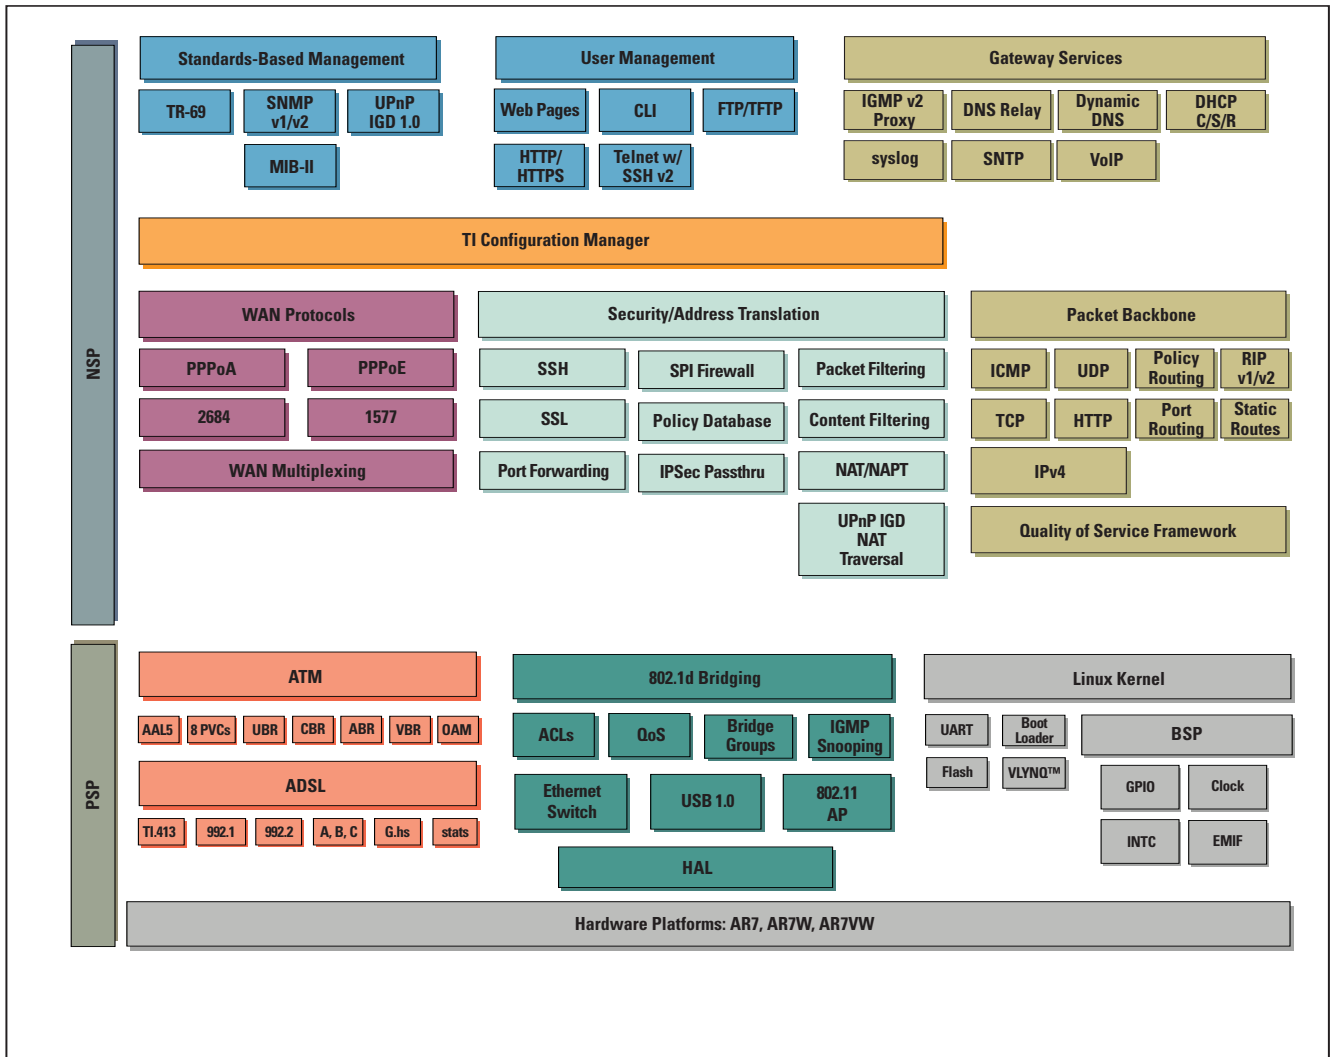 NSP
Standards-Based Management
TR-69
SNMP
v1/v2
UPnP
IGD 1.0
MIB-II
User Management
Web Pages
CLI
FTP/TFTP
HTTP/
HTTPS
Telnet w/
SSH v2
Gateway Services
IGMP v2
Proxy
DNS Relay
Dynamic
DNS
DHCP
C/S/R
syslog
SNTP
VoIP
TI Configuration Manager
WAN Protocols
PPPoA
PPPoE
2684
1577
WAN Multiplexing
Security/Address Translation
SSH
SPI Firewall
Packet Filtering
SSL
Policy Database
Content Filtering
Port Forwarding
IPSec Passthru
NAT/NAPT
UPnP IGD
NAT
Traversal
Packet Backbone
ICMP
UDP
Policy
Routing
RIP
v1/v2
TCP
HTTP
Port
Routing
Static
Routes
IPv4
Quality of Service Framework
PSP
ATM
AAL5
8 PVCs
UBR
CBR
ABR
VBR
OAM
ADSL
TI.413
992.1
992.2
A, B, C
G.hs
stats
802.1d Bridging
ACLs
QoS
Bridge
Groups
IGMP
Snooping
Ethernet
Switch
USB 1.0
802.11
AP
HAL
Linux Kernel
UART
Boot
Loader
BSP
Flash
VLYNQ™
GPIO
Clock
INTC
EMIF
Hardware Platforms: AR7, AR7W, AR7VW